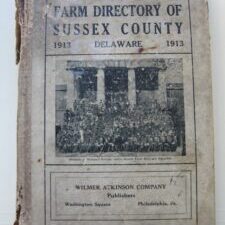 FARM DIRECTORY OF
SUSSEX COUNTY
1913 DELAWARE 1913
WILMER ATKINSON COMPANY
Publishers
Washington Square Philadelphia, Pa.